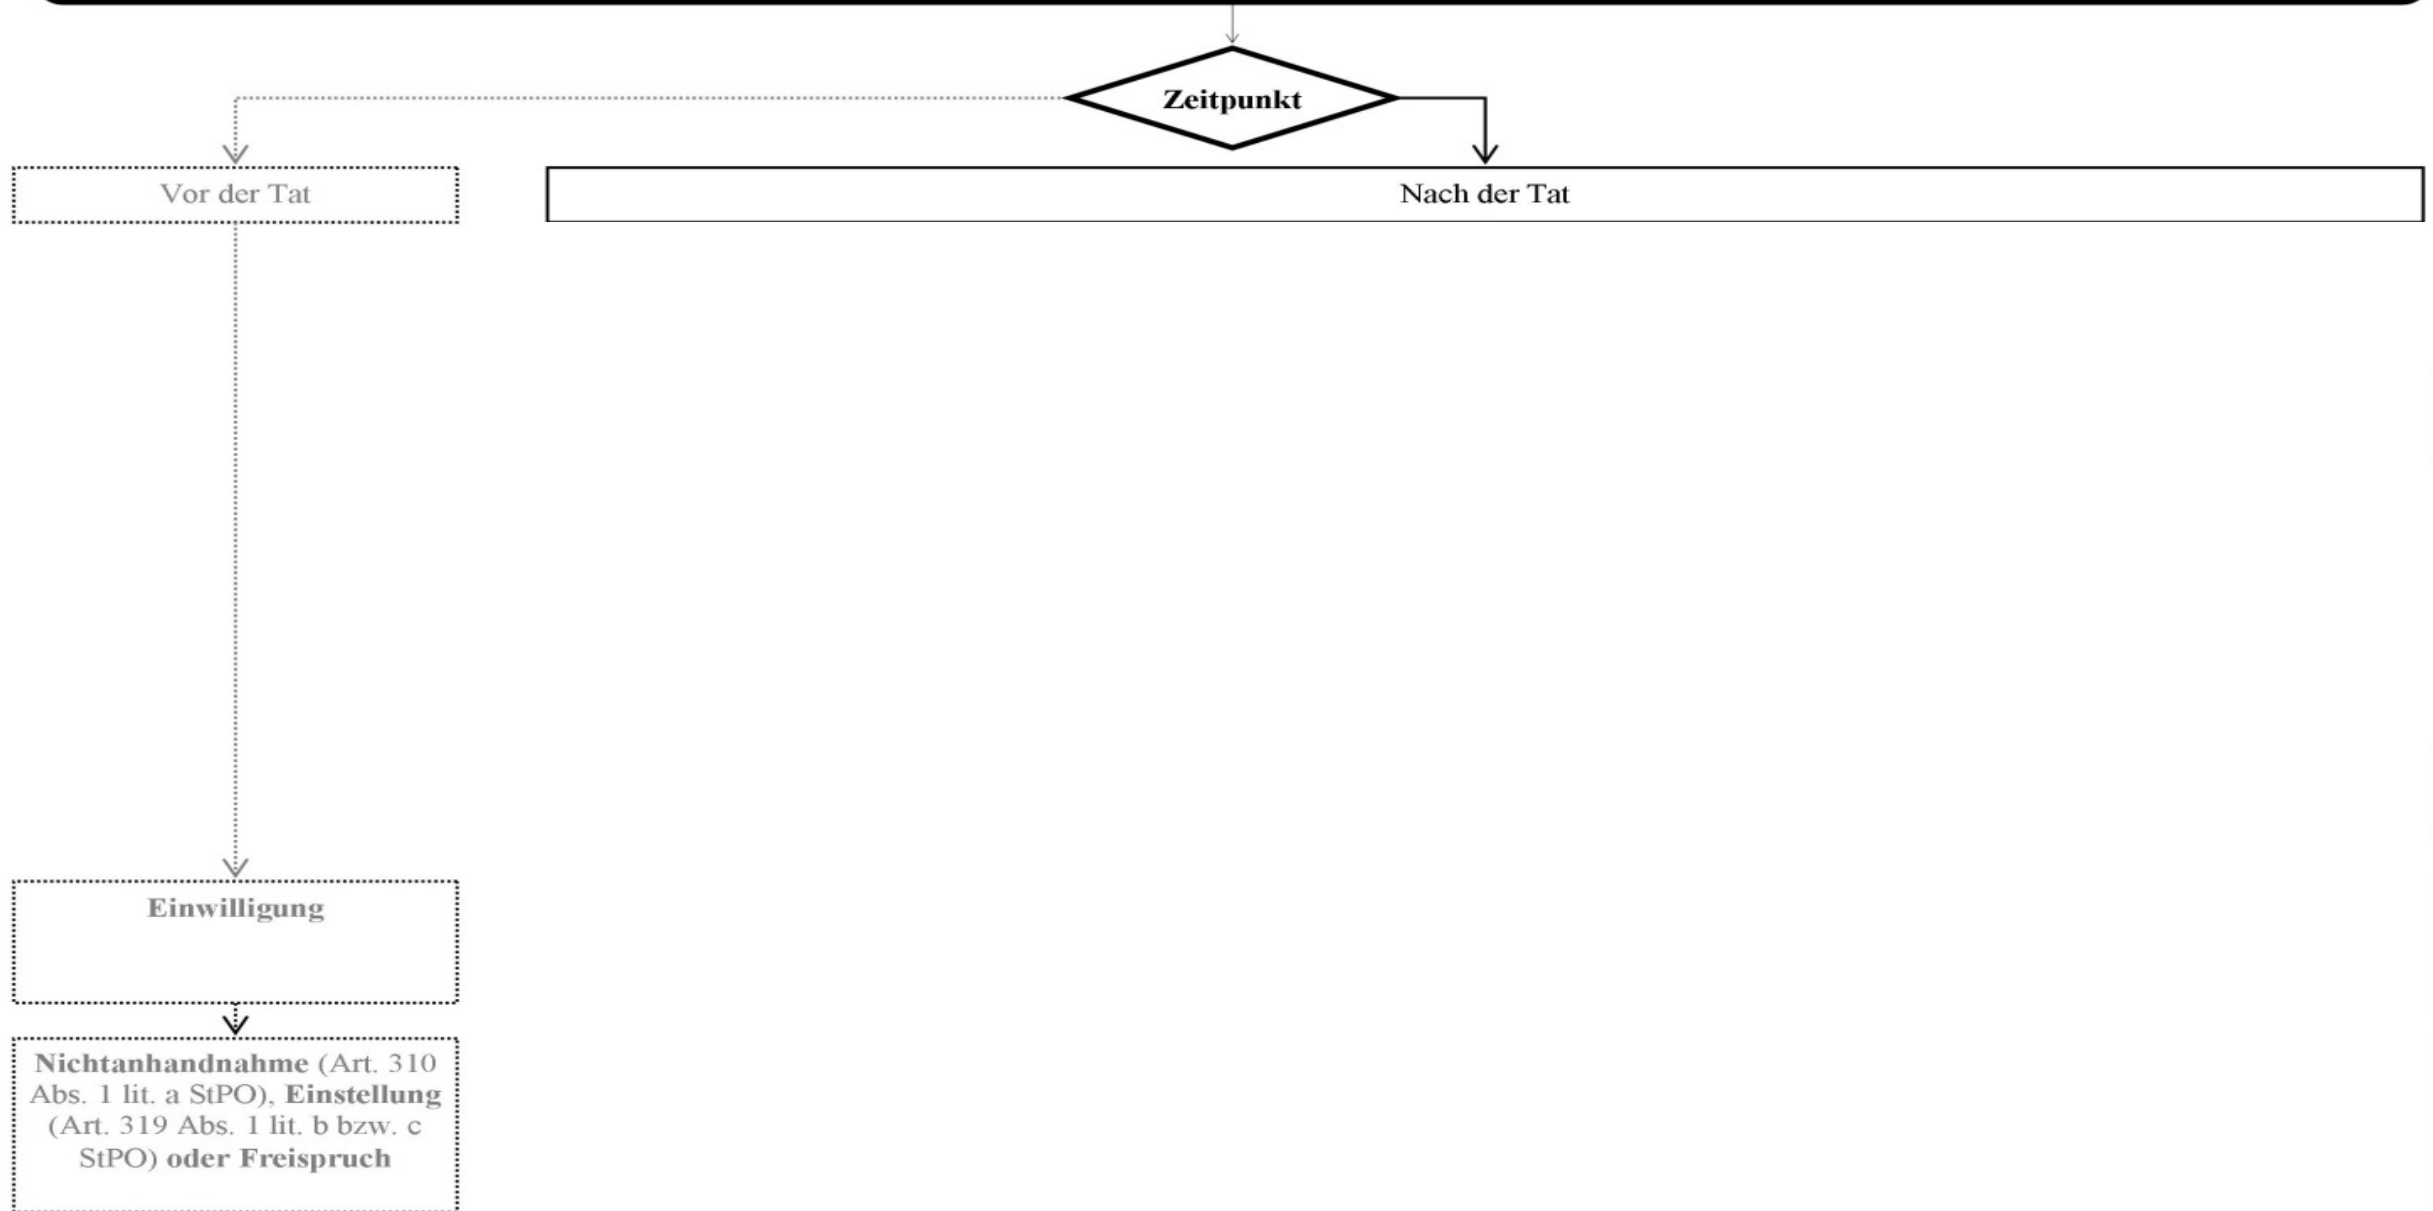 Zeitpunkt
Vor der Tat
Nach der Tat
Einwilligung
Nichtanhandnahme (Art. 310
Abs. 1 lit. a StPO), Einstellung
(Art. 319 Abs. 1 lit. b bzw. c
StPO) oder Freispruch